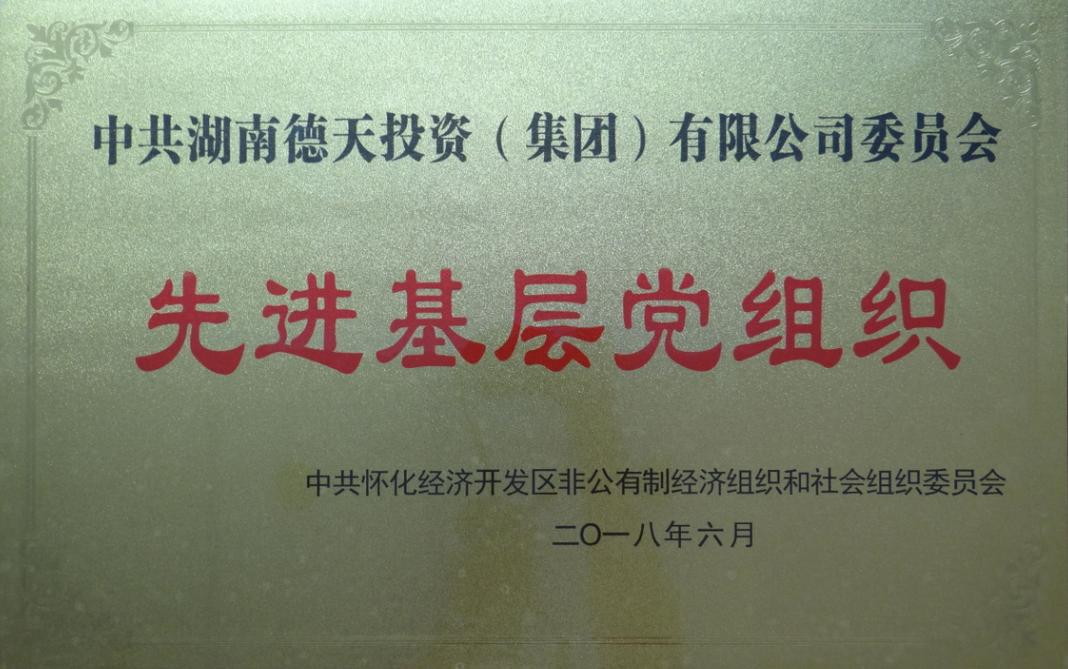 中共湖南德天投资（集团）有限公司委员会
先进基层党组织
中共怀化经济开发区非公有制经济组织和社会组织委员会
二〇一八年六月